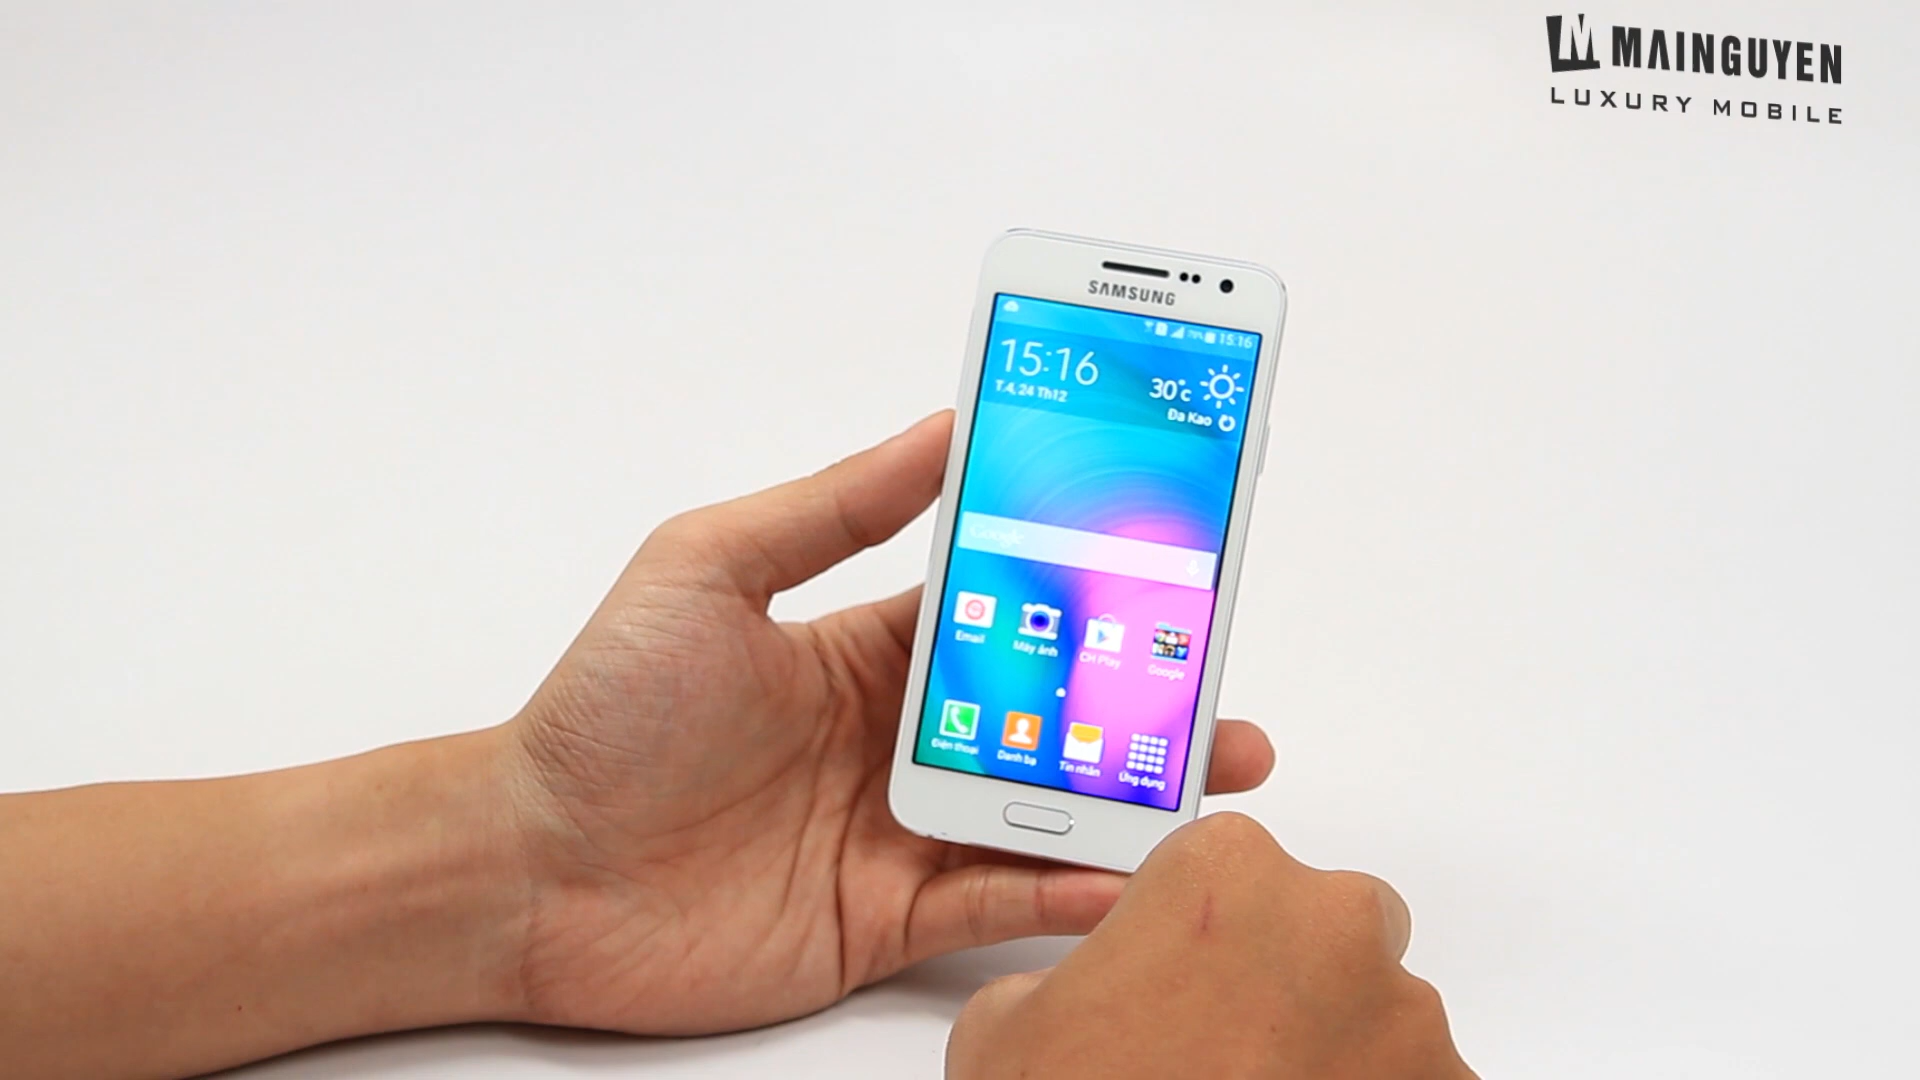 MAINGUYEN
LUXURY MOBILE
SAMSUNG
79% 15:16
15:16
T.4, 24 Th12
30°c
Đa Kao
Google
Email
Máy ảnh
CH Play
Google
Điện thoại
Danh bạ
Tin nhắn
Ứng dụng